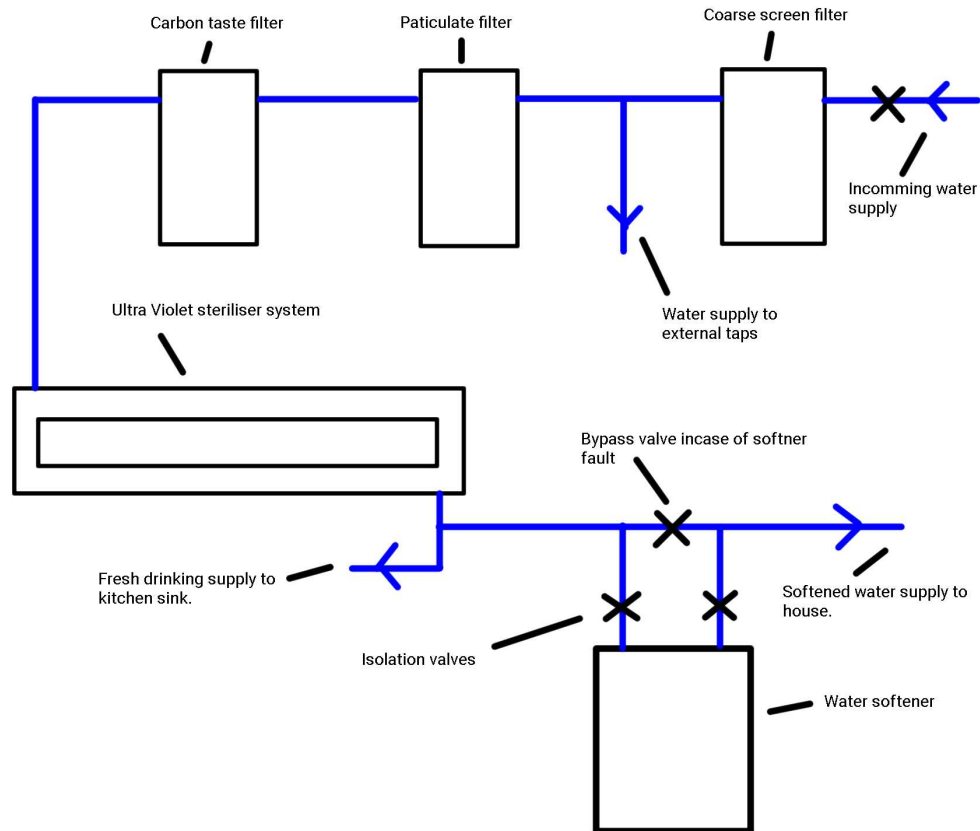 Carbon taste filter
Paticulate filter
Coarse screen filter
Incomming water
supply
Water supply to
external taps
Ultra Violet steriliser system
Bypass valve incase of softner
fault
Fresh drinking supply to
kitchen sink.
Softened water supply to
house.
Isolation valves
Water softener